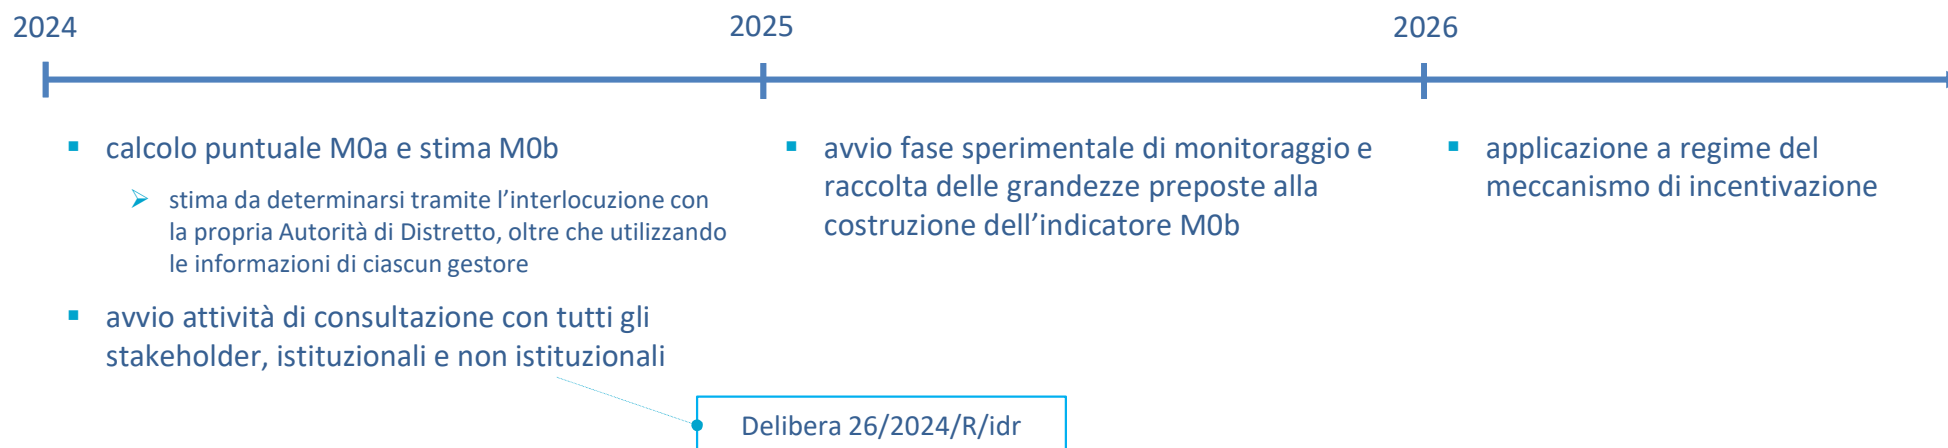 2024
2025
2026
▪ calcolo puntuale M0a e stima M0b
➢ stima da determinarsi tramite l’interlocuzione con
la propria Autorità di Distretto, oltre che utilizzando
le informazioni di ciascun gestore
▪ avvio attività di consultazione con tutti gli
stakeholder, istituzionali e non istituzionali
Delibera 26/2024/R/idr
▪ avvio fase sperimentale di monitoraggio e
raccolta delle grandezze preposte alla
costruzione dell’indicatore M0b
▪ applicazione a regime del
meccanismo di incentivazione